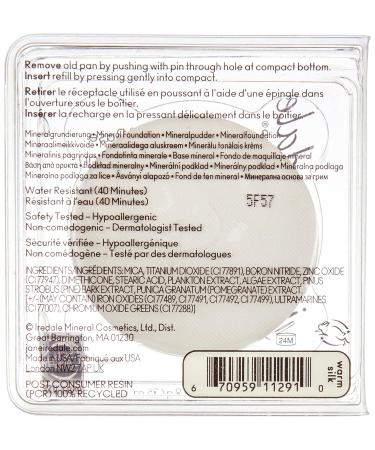 Remove old pan by pushing with pin through hole at compact bottom.
Insert refill by pressing gently into compact.
Retirer le réceptacle utilisé en poussant à l'aide d'une épingle dans
l'ouverture sous le boîtier.
Insérer la recharge en pressant délicatement dans le boîtier.
Mineralgrundierung • Mineral Foundation • Mineralpudder • Mineralfoundation
Mineraalimeikkivoide • Mineraalidega aluskreem • Minerālu tonālais krēms
Mineralinis pagrindas • Fondotinta minerale • Base mineral • Fondo de maquillaje mineral
Βάση από ορυκτά • Podkład mineralny • Minerální podklad • Minerálny podklad • Mineralna podloga
Mineralna podlaga za lice • Ásványi alapozó • Fond de ten mineral • Минерална основа за грим
Water Resistant (40 Minutes)
Résistant à l'eau (40 Minutes)
5F57
Safety Tested – Hypoallergenic
Non-comedogenic – Dermatologist Tested
Sécurité vérifiée – Hypoallergénique
Non comedogène – Testé par des dermatologues
INGREDIENTS/INGRÉDIENTS: MICA, TITANIUM DIOXIDE (CI 77891), BORON NITRIDE, ZINC OXIDE
(CI 77947), DIMETHICONE, STEARIC ACID, PLANKTON EXTRACT, ALGAE EXTRACT, PINUS
STROBUS (PINE) BARK EXTRACT, PUNICA GRANATUM (POMEGRANATE) EXTRACT,
+/- (MAY CONTAIN) IRON OXIDES (CI 77489, CI 77491, CI 77492, CI 77499), ULTRAMARINES
(CI 77007), CHROMIUM OXIDE GREENS (CI 77288)
© Iredale Mineral Cosmetics, Ltd., Dist.
Great Barrington, MA 01230
janeiredale.com
Made in USA/Fabriqué aux USA
London NW2 7AP UK
POST CONSUMER RESIN
(PCR) 100% RECYCLED
24M
6 70959 11291 0
warm
silk